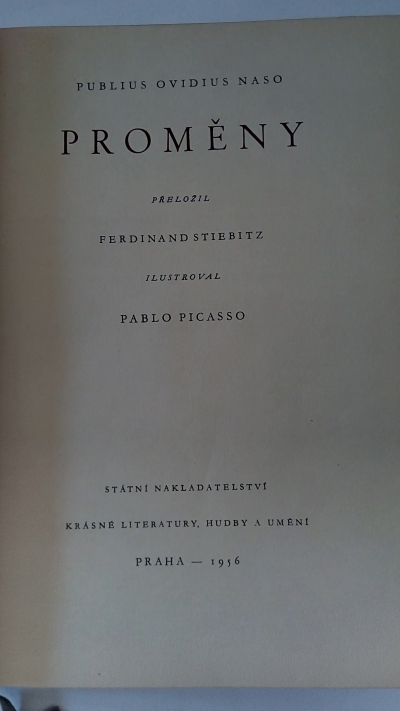 PUBLIUS OVIDIUS NASO
PROMĚNY
PŘELOŽIL
FERDINAND STIEBITZ
ILUSTROVAL
PABLO PICASSO
STÁTNÍ NAKLADATELSTVÍ
KRÁSNÉ LITERATURY, HUDBY A UMĚNÍ
PRAHA — 1956